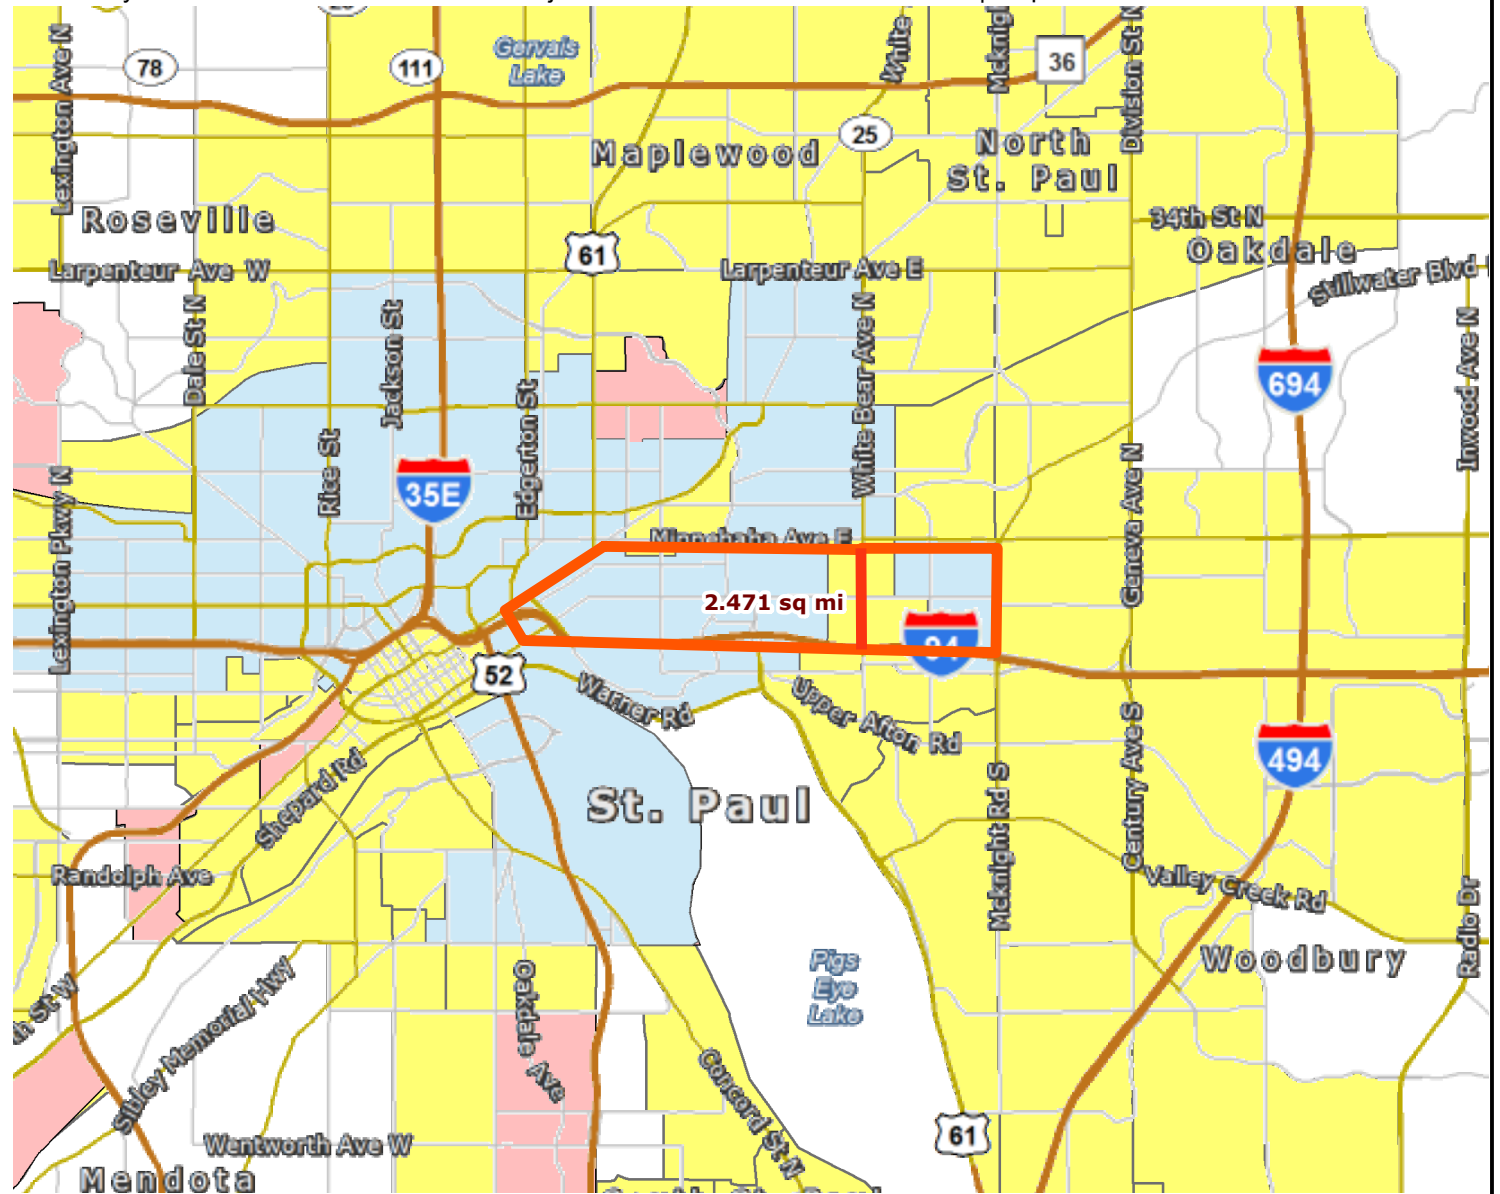 78
111
Gervais
Lake
White
Mcknig
36
Division St N
Lexington Ave N
Maplewood
25
North
St. Paul
Roseville
61
34th St N
Oakdale
Larpenteur Ave W
Larpenteur Ave E
Stillwater Blvd
Dale St N
Jackson St
White Bear Ave N
694
Inwood Ave N
Rice St
Edgerton St
35E
Geneva Ave N
Lexington Pkwy N
Minnehaha Ave E
2.471 sq mi
94
52
Warner Rd
Upper Afton Rd
494
Shepard Rd
St. Paul
Mcknight Rd S
Century Ave S
Randolph Ave
Valley Creek Rd
Radio Dr
Woodbury
Pigs
Eye
Lake
Oakdale Ave
th St W
Sibley Memorial Hwy
Concord St N
61
Wentworth Ave W
Mendota